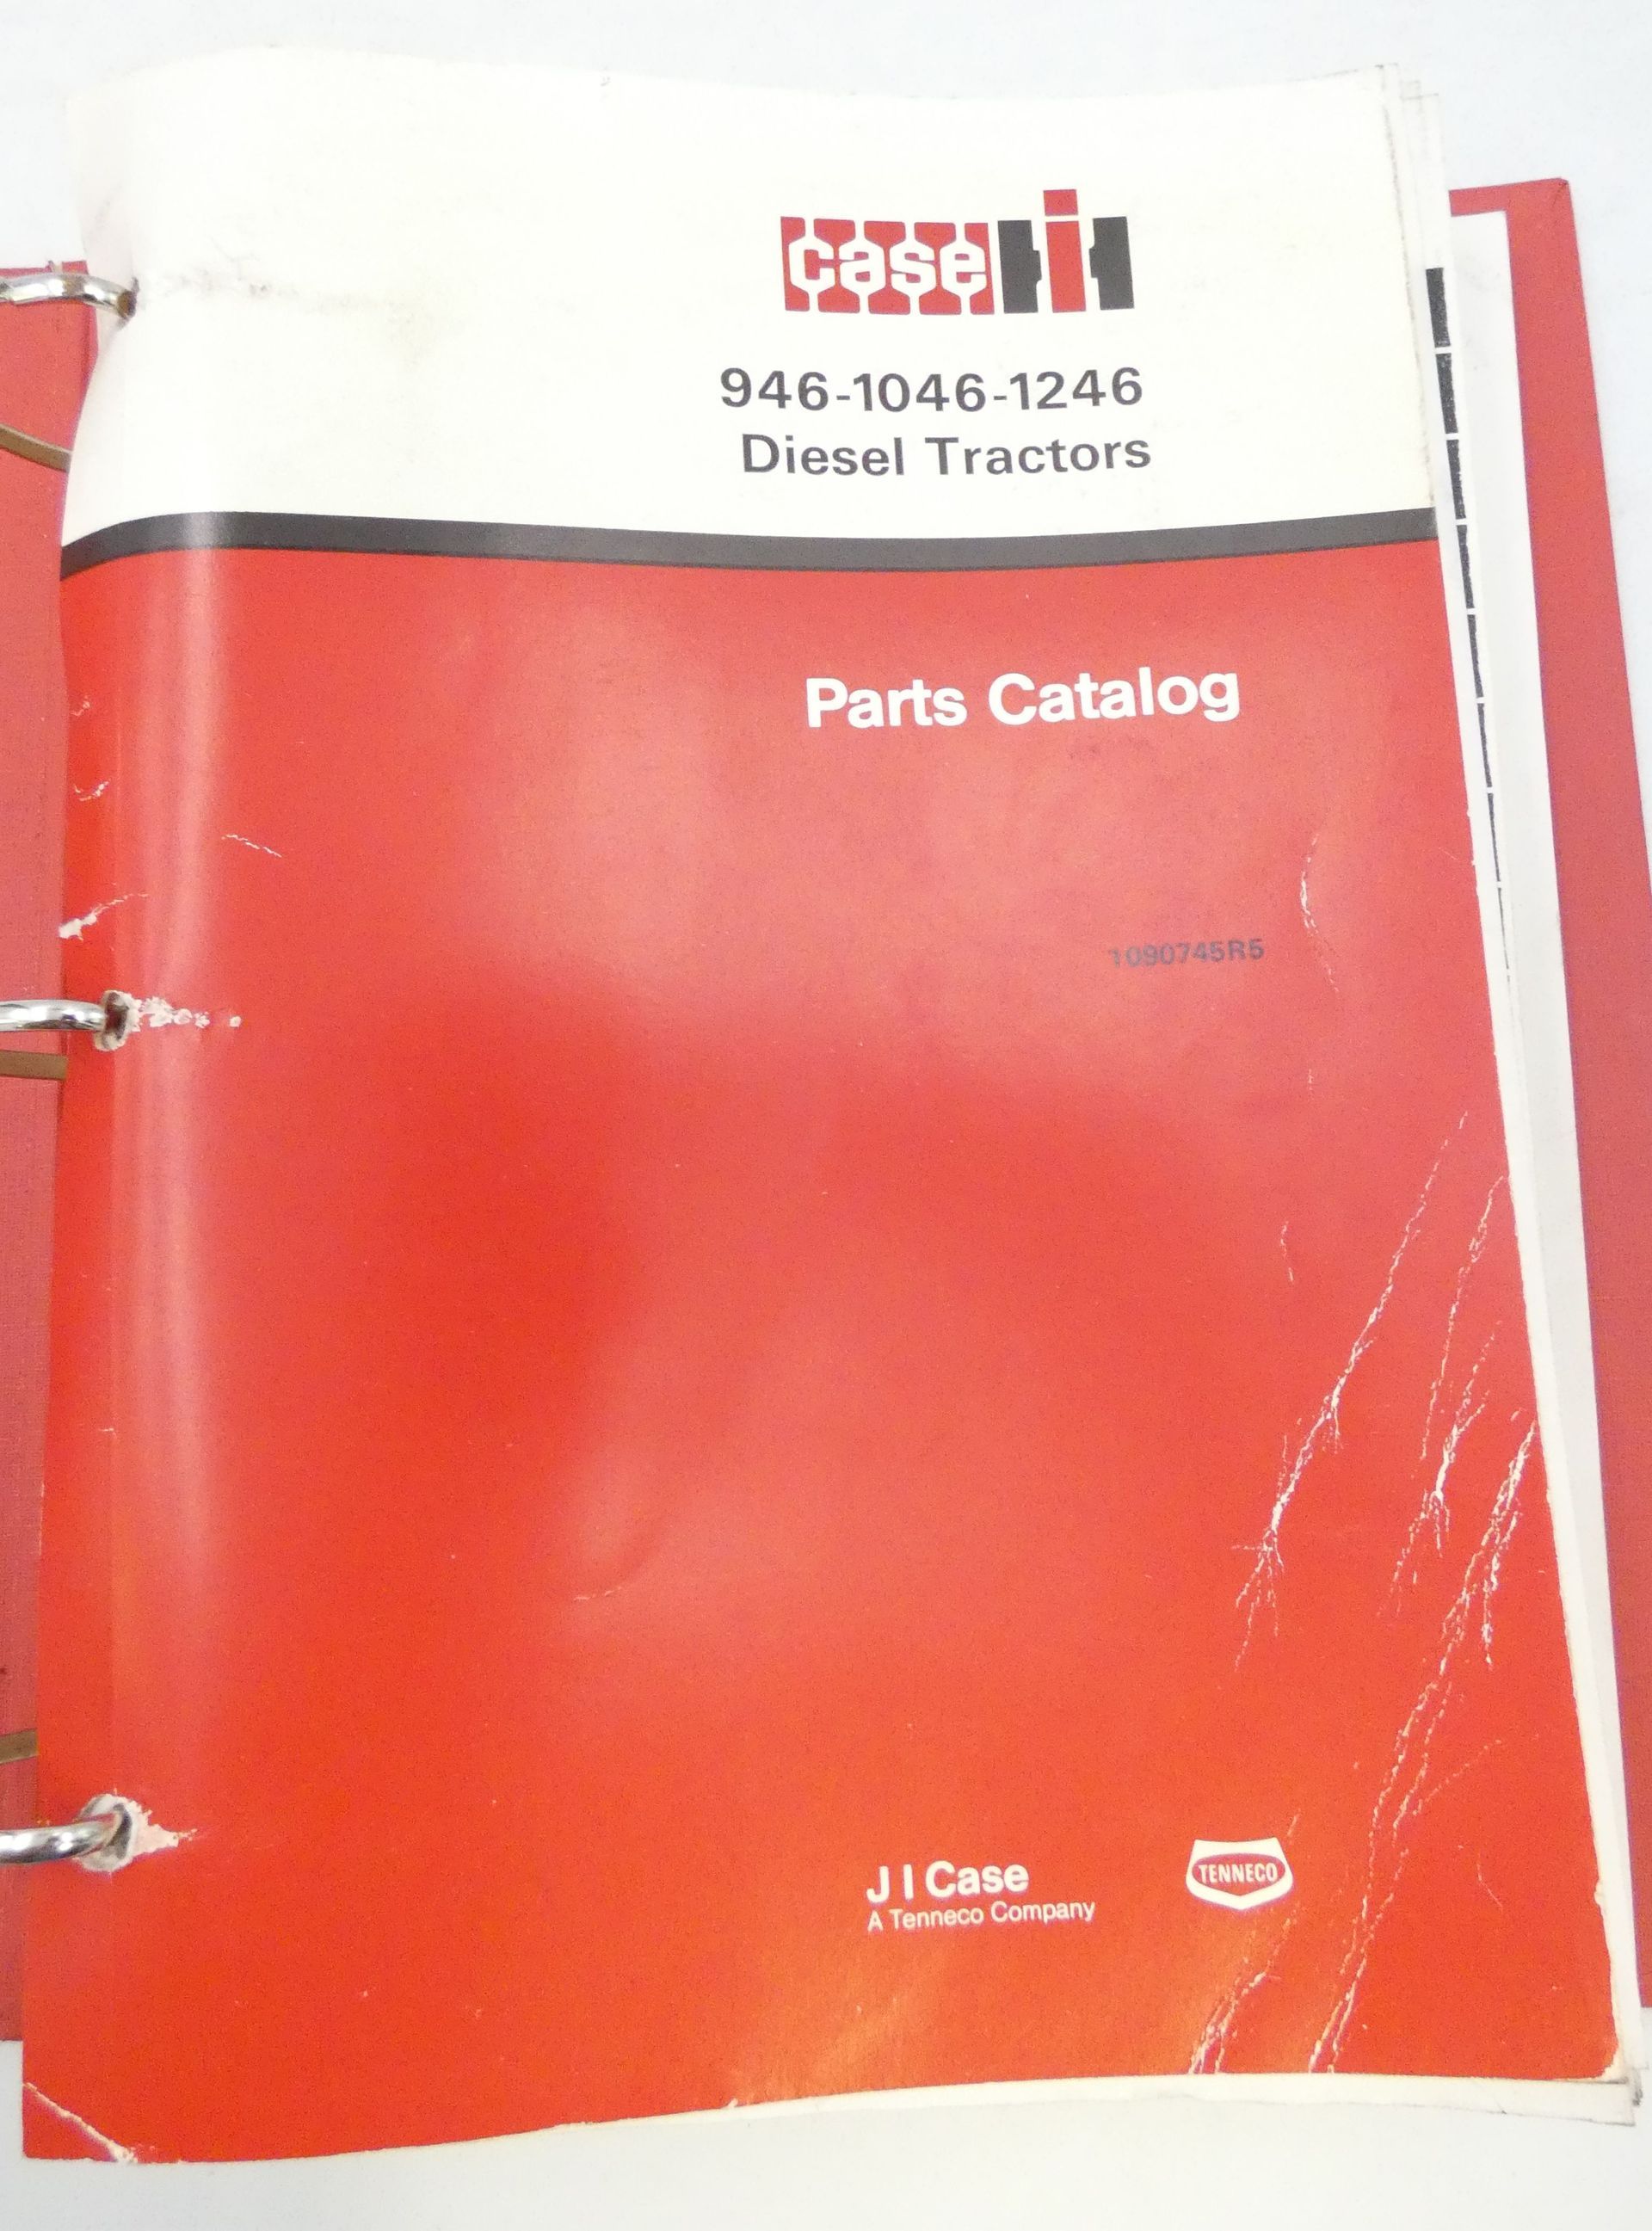 case IH
946-1046-1246
Diesel Tractors
Parts Catalog
1090745R5
J I Case
A Tenneco Company
TENNECO